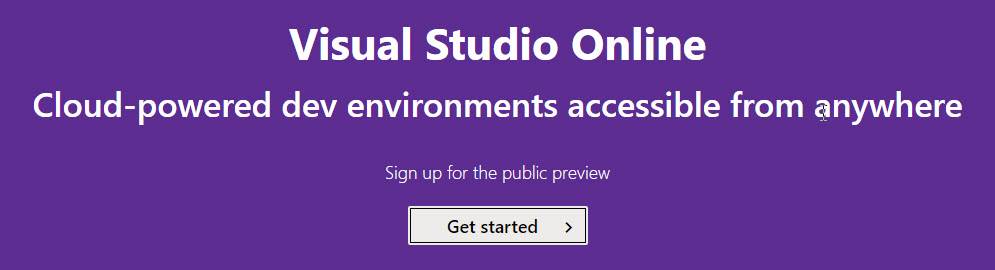 Visual Studio Online
Cloud-powered dev environments accessible from anywhere
Sign up for the public preview
Get started